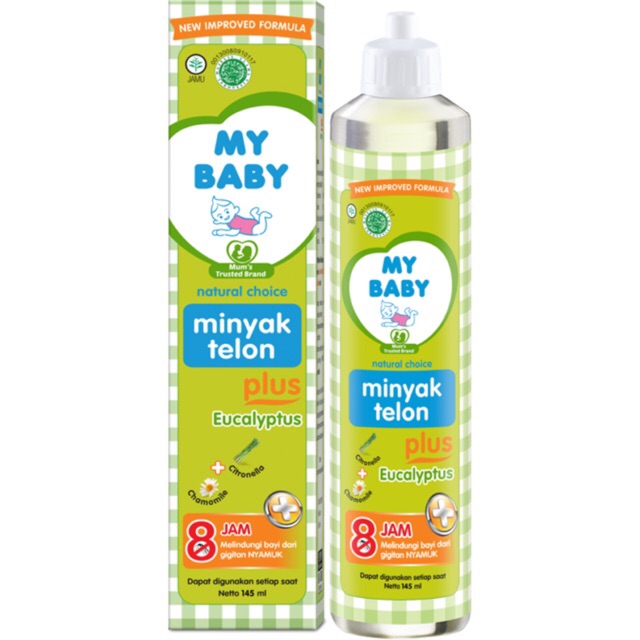 NEW IMPROVED FORMULA
JAMU
00130080910117
MY
BABY
Mum's
Trusted Brand
natural choice
minyak
telon
plus
Eucalyptus
Citronella
Chamomile
8 JAM
Melindungi bayi dari
gigitan NYAMUK
Dapat digunakan setiap saat
Netto 145 ml
NEW IMPROVED FORMULA
00130080910117
MY
BABY
Mum's
Trusted Brand
natural choice
minyak
telon
plus
Eucalyptus
Citronella
Chamomile
8 JAM
Melindungi bayi dari
gigitan NYAMUK
Dapat digunakan setiap saat
Netto 145 ml